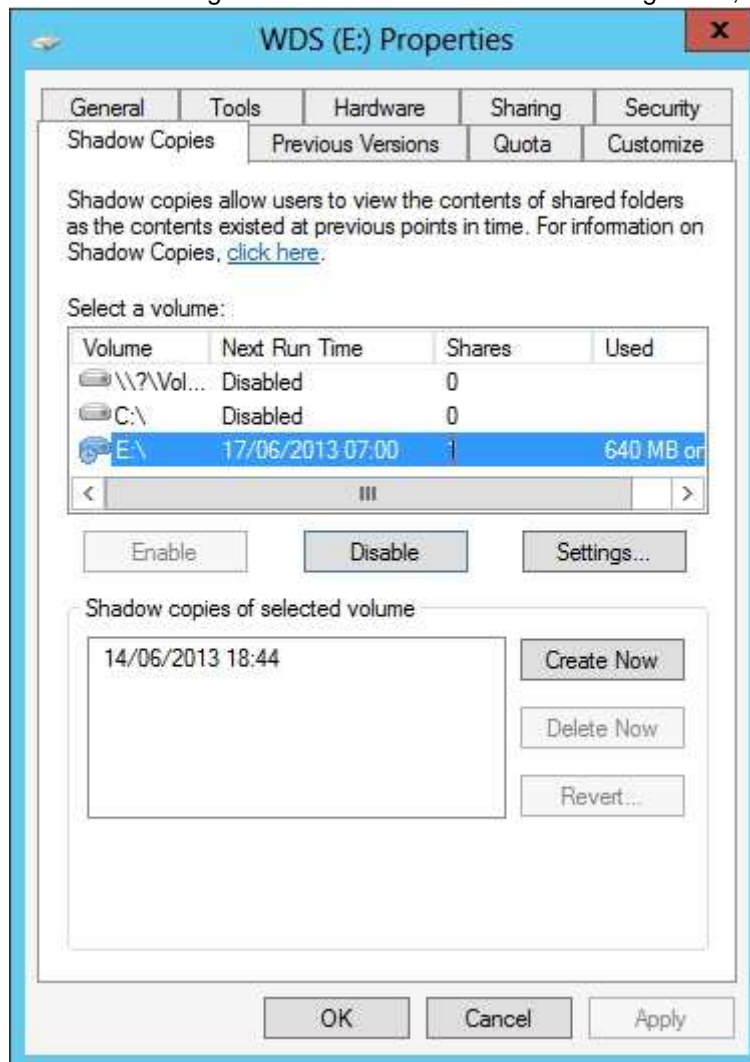 WDS (E:) Properties
x
General Tools Hardware Sharing Security
Shadow Copies Previous Versions Quota Customize
Shadow copies allow users to view the contents of shared folders
as the contents existed at previous points in time. For information on
Shadow Copies, click here.
Select a volume:
Volume Next Run Time Shares Used
\\?\Vol... Disabled 0
C:\ Disabled 0
E:\ 17/06/2013 07:00 1 640 MB on
Enable Disable Settings...
Shadow copies of selected volume
14/06/2013 18:44
Create Now
Delete Now
Revert...
OK Cancel Apply